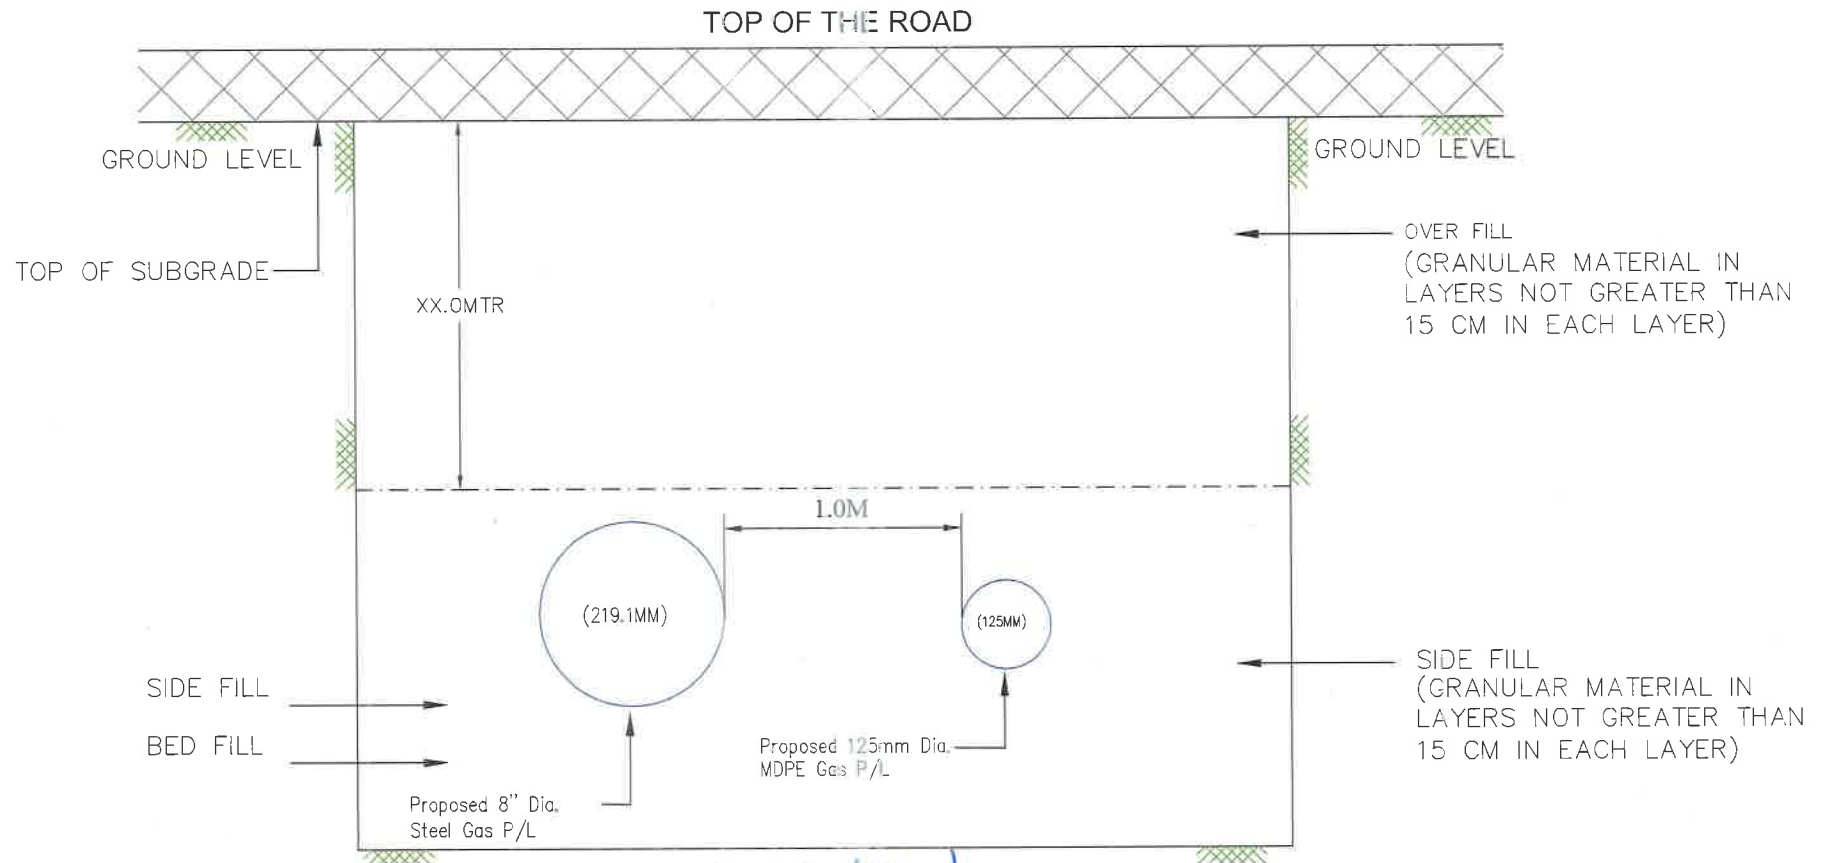 TOP OF THE ROAD
GROUND LEVEL
GROUND LEVEL
TOP OF SUBGRADE
OVER FILL
(GRANULAR MATERIAL IN
LAYERS NOT GREATER THAN
15 CM IN EACH LAYER)
XX.0MTR
1.0M
(219.1MM)
(125MM)
SIDE FILL
BED FILL
SIDE FILL
(GRANULAR MATERIAL IN
LAYERS NOT GREATER THAN
15 CM IN EACH LAYER)
Proposed 125mm Dia.
MDPE Gas P/L
Proposed 8" Dia.
Steel Gas P/L